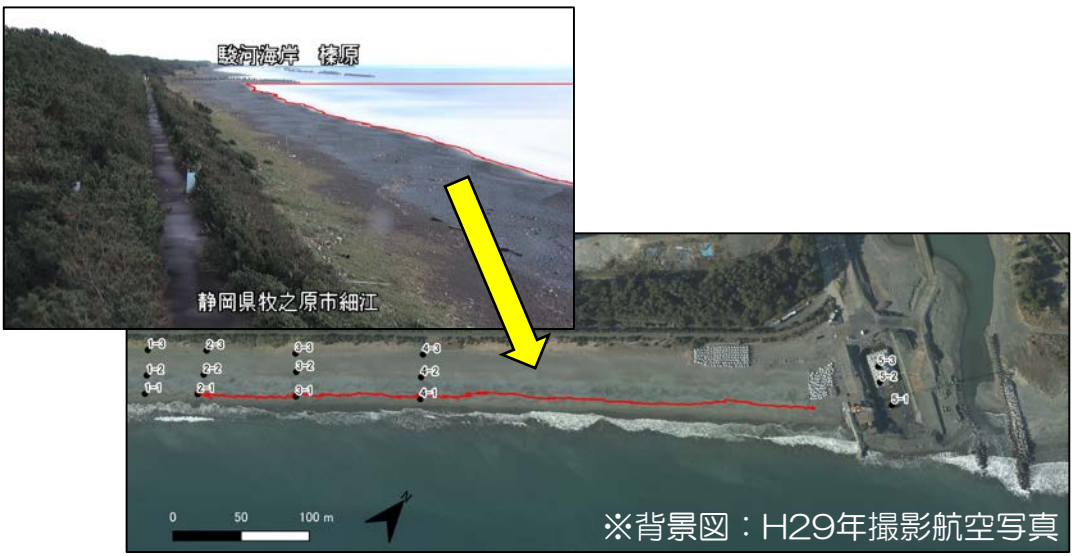 駿河海岸 榛原
静岡県牧之原市細江
1-3 2-3 3-3 4-3 5-3
1-2 2-2 3-2 4-2 5-2
1-1 2-1 3-1 4-1 5-1
0 50 100 m
N
※背景図：H29年撮影航空写真